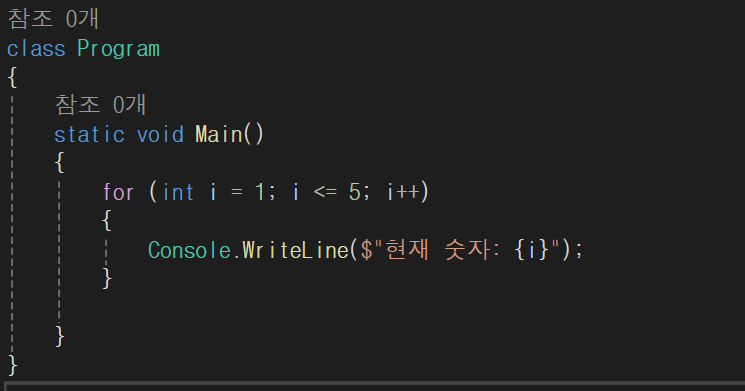 참조 0개
class Program
{
참조 0개
static void Main()
{
for (int i = 1; i <= 5; i++)
{
Console.WriteLine($"현재 숫자: {i}");
}
}
}